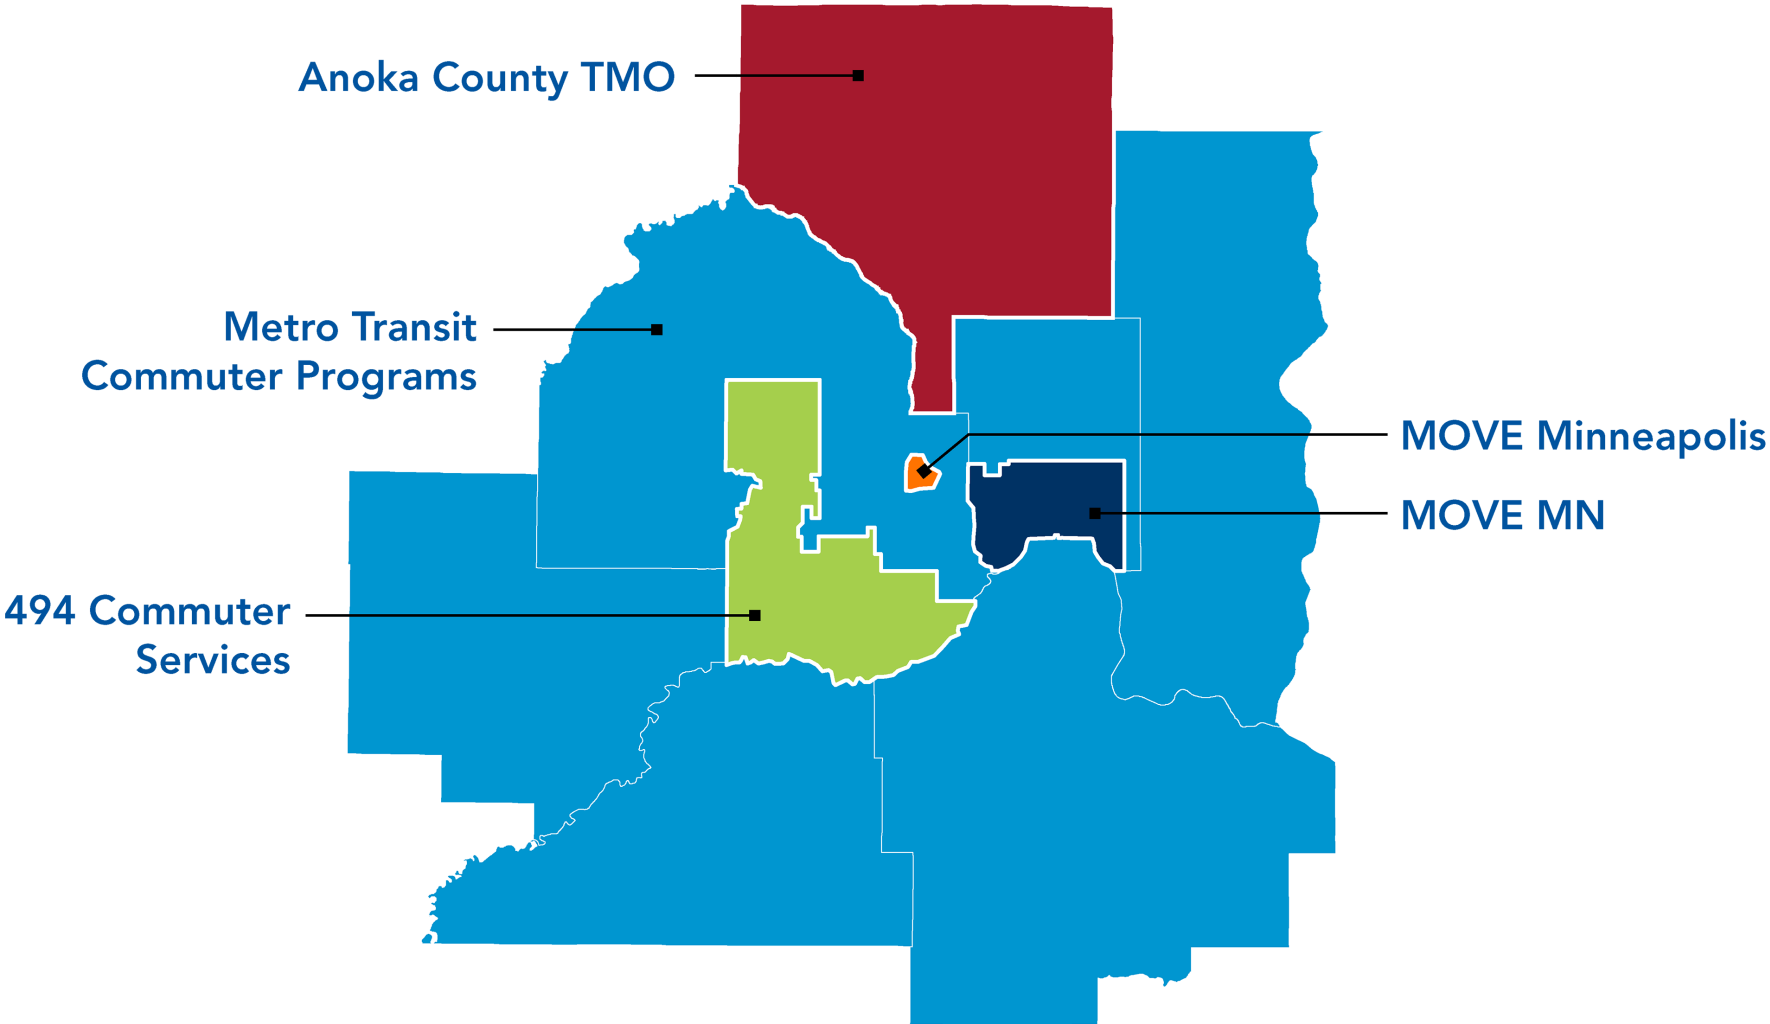 Anoka County TMO
Metro Transit
Commuter Programs
MOVE Minneapolis
MOVE MN
494 Commuter
Services